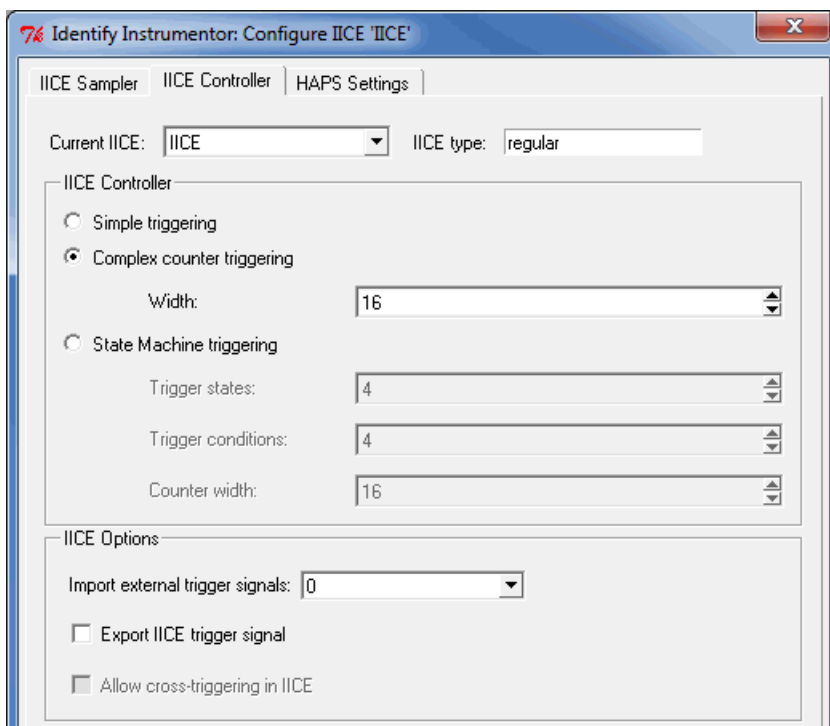 Identify Instrumentor: Configure IICE 'IICE'
IICE Sampler IICE Controller HAPS Settings
Current IICE: IICE IICE type: regular
IICE Controller
Simple triggering
Complex counter triggering
Width: 16
State Machine triggering
Trigger states: 4
Trigger conditions: 4
Counter width: 16
IICE Options
Import external trigger signals: 0
Export IICE trigger signal
Allow cross-triggering in IICE